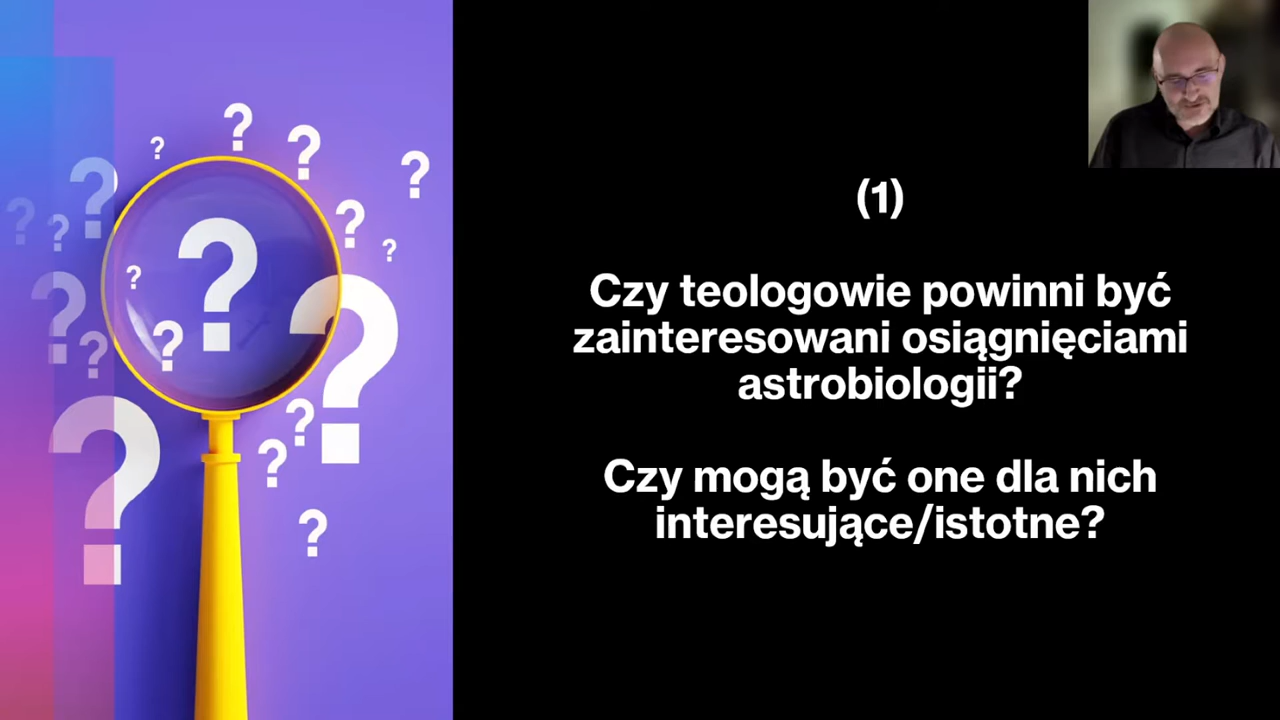 (1)
Czy teologowie powinni być
zainteresowani osiągnięciami
astrobiologii?
Czy mogą być one dla nich
interesujące/istotne?